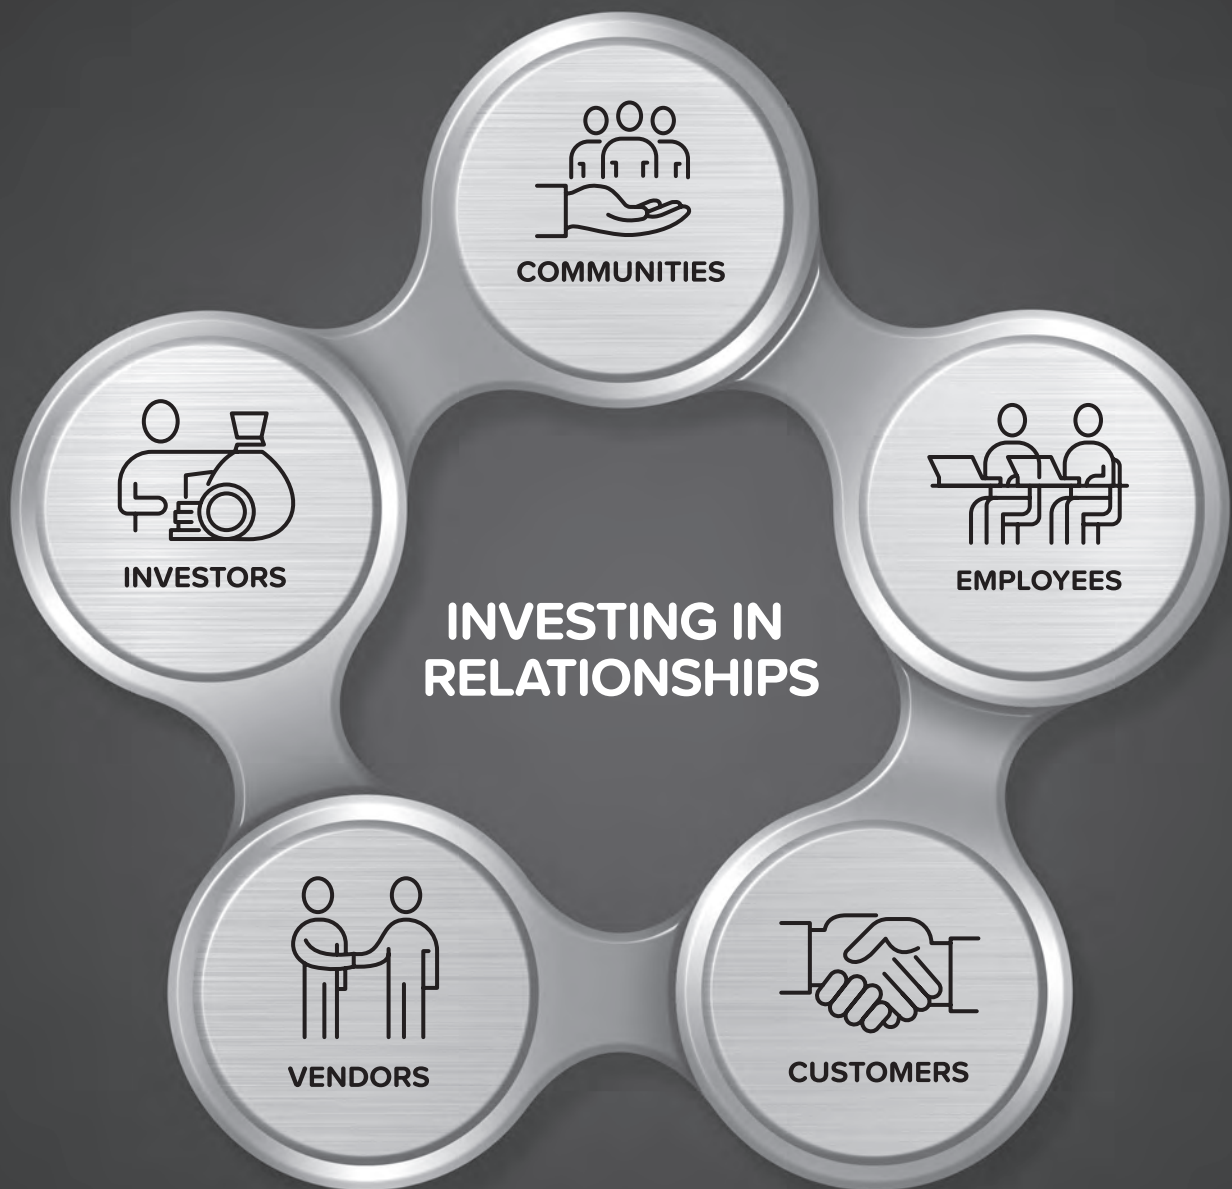 COMMUNITIES
EMPLOYEES
INVESTORS
INVESTING IN
RELATIONSHIPS
VENDORS
CUSTOMERS